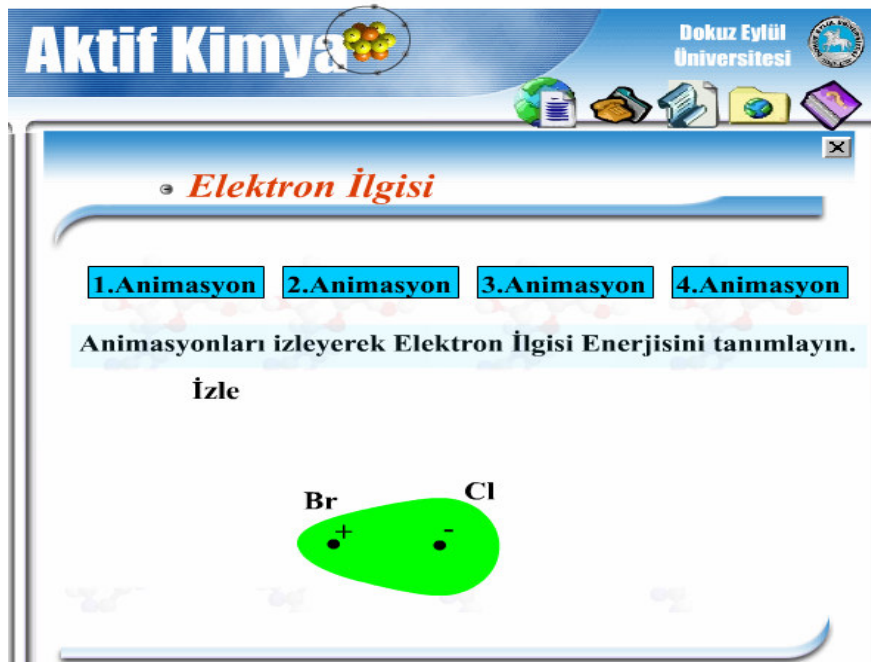 Aktif Kimya
Dokuz Eylül
Üniversitesi
Elektron İlgisi
1.Animasyon 2.Animasyon 3.Animasyon 4.Animasyon
Animasyonları izleyerek Elektron İlgisi Enerjisini tanımlayın.
İzle
Br Cl
+ -